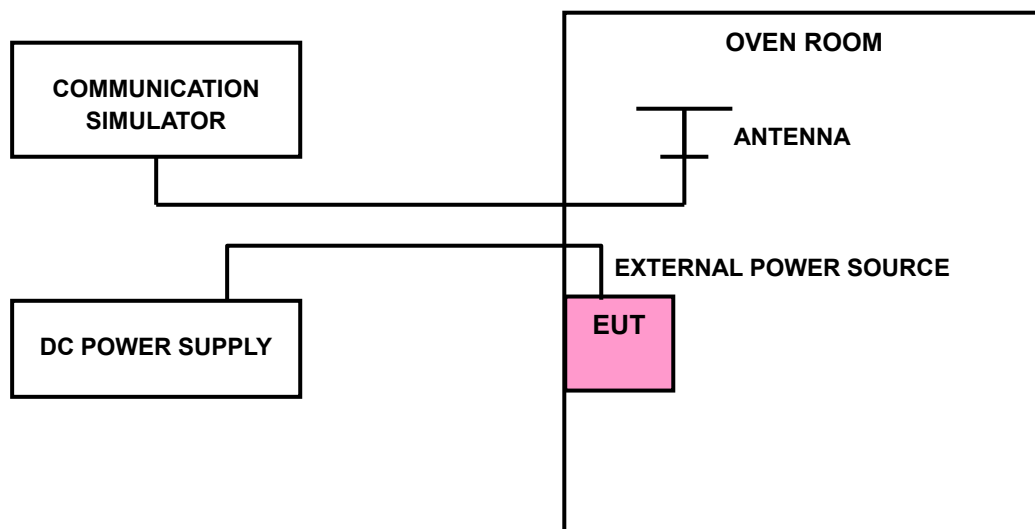 OVEN ROOM
COMMUNICATION
SIMULATOR
ANTENNA
EXTERNAL POWER SOURCE
EUT
DC POWER SUPPLY